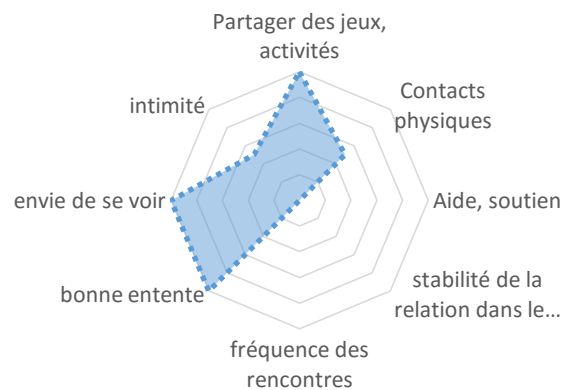 Partager des jeux,
activités
Contacts
physiques
Aide, soutien
stabilité de la
relation dans le...
fréquence des
rencontres
bonne entente
envie de se voir
intimité